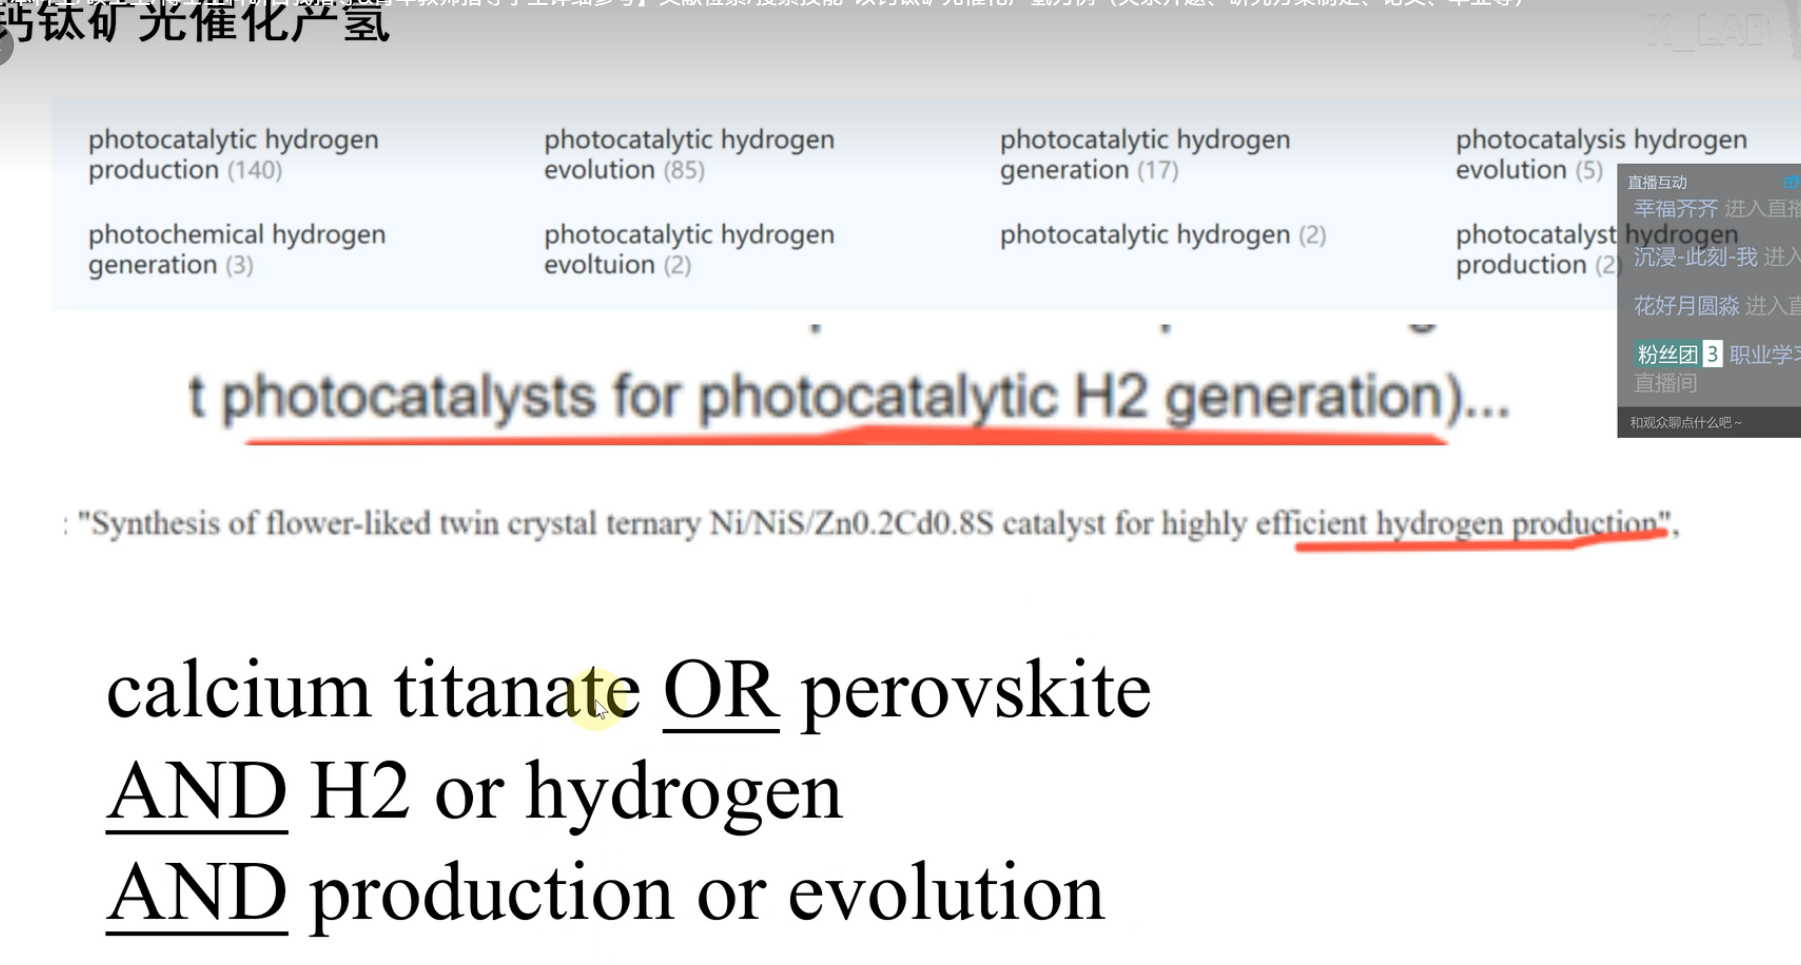 钙钛矿光催化产氢
X_LAB
photocatalytic hydrogen
production (140)
photocatalytic hydrogen
evolution (85)
photocatalytic hydrogen
generation (17)
photocatalysis hydrogen
evolution (5)
photochemical hydrogen
generation (3)
photocatalytic hydrogen
evoltuion (2)
photocatalytic hydrogen (2)
photocatalyst hydrogen
production (2)
直播互动
幸福齐齐 进入直播
沉浸-此刻-我 进入
花好月圆淼 进入直
粉丝团 3 职业学习
直播间
和观众聊点什么吧~
t photocatalysts for photocatalytic H2 generation)...
: "Synthesis of flower-liked twin crystal ternary Ni/NiS/Zn0.2Cd0.8S catalyst for highly efficient hydrogen production",
calcium titanate OR perovskite
AND H2 or hydrogen
AND production or evolution